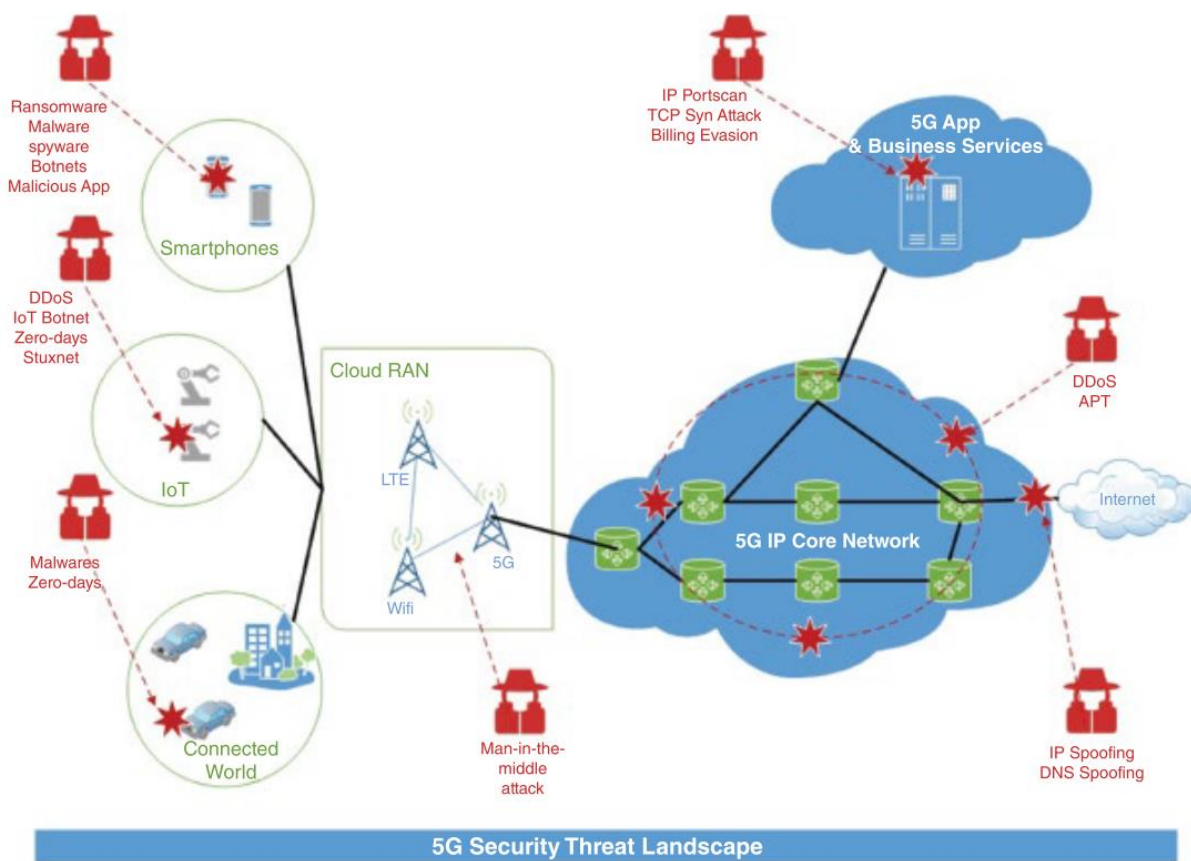 Ransomware
Malware
spyware
Botnets
Malicious App
Smartphones
DDoS
IoT Botnet
Zero-days
Stuxnet
IoT
Malwares
Zero-days
Connected
World
Cloud RAN
LTE
5G
Wifi
Man-in-the-
middle
attack
IP Portscan
TCP Syn Attack
Billing Evasion
5G App
& Business Services
DDoS
APT
5G IP Core Network
Internet
IP Spoofing
DNS Spoofing
5G Security Threat Landscape